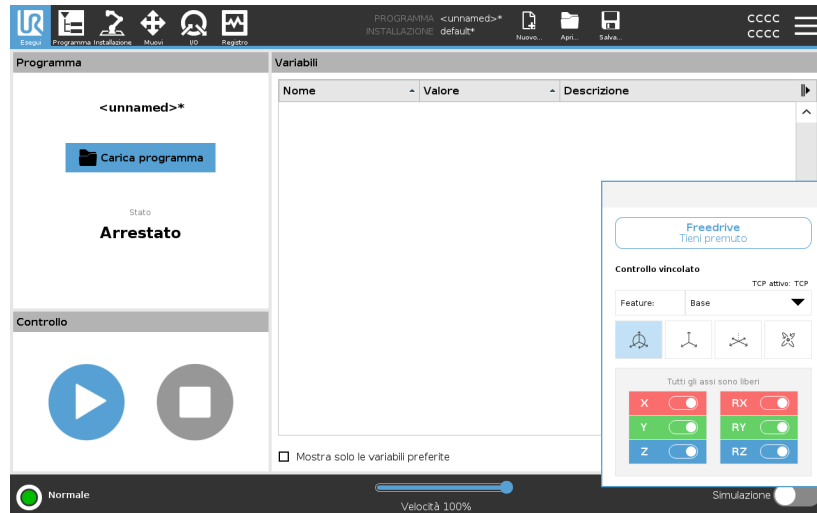 UR
PROGRAMMA <unnamed>*
INSTALLAZIONE default*
cccc
cccc
Esegui Programma Installazione Muovi I/O Registro
Nuovo... Apri... Salva...
Programma
<unnamed>*
Carica programma
Stato
Arrestato
Controllo
Variabili
Nome Valore Descrizione
Mostra solo le variabili preferite
Freedrive
Tieni premuto
Controllo vincolato
TCP attivo: TCP
Feature: Base
Tutti gli assi sono liberi
X RX
Y RY
Z RZ
Normale
Velocità 100%
Simulazione